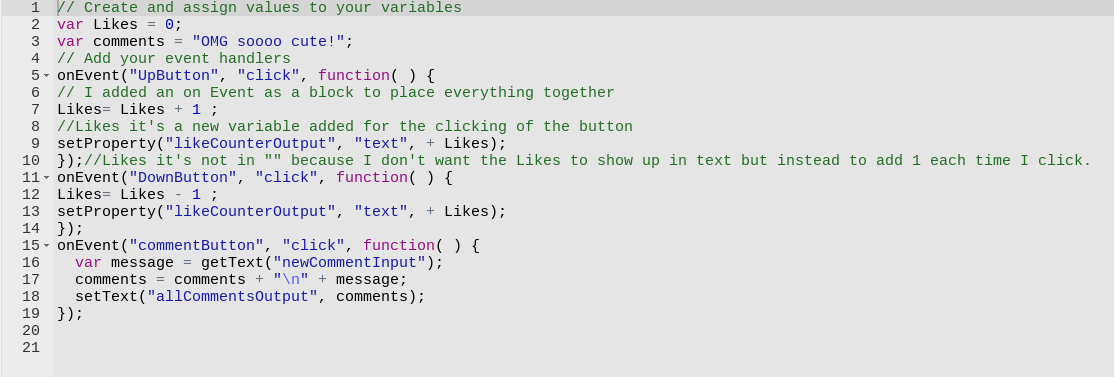 1 // Create and assign values to your variables
2 var Likes = 0;
3 var comments = "OMG soooo cute!";
4 // Add your event handlers
5 onEvent("UpButton", "click", function( ) {
6 // I added an on Event as a block to place everything together
7 Likes= Likes + 1 ;
8 //Likes it's a new variable added for the clicking of the button
9 setProperty("likeCounterOutput", "text", + Likes);
10 });//Likes it's not in "" because I don't want the Likes to show up in text but instead to add 1 each time I click.
11 onEvent("DownButton", "click", function( ) {
12 Likes= Likes - 1 ;
13 setProperty("likeCounterOutput", "text", + Likes);
14 });
15 onEvent("commentButton", "click", function( ) {
16   var message = getText("newCommentInput");
17   comments = comments + "\n" + message;
18   setText("allCommentsOutput", comments);
19 });
20
21